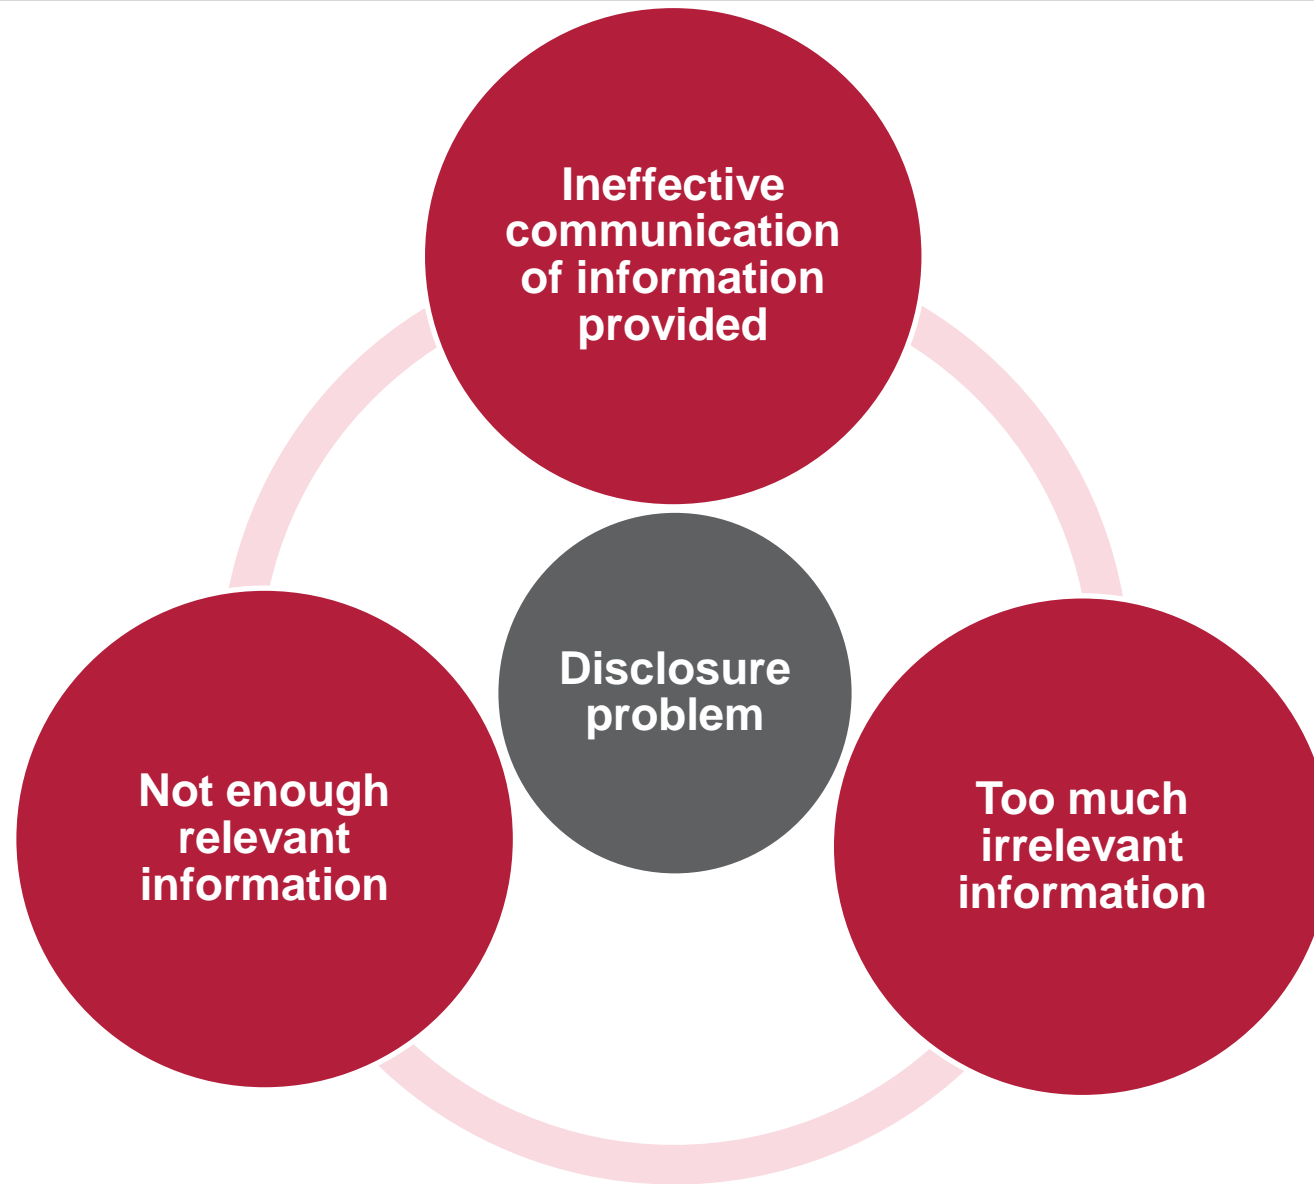 Ineffective
communication
of information
provided
Disclosure
problem
Not enough
relevant
information
Too much
irrelevant
information